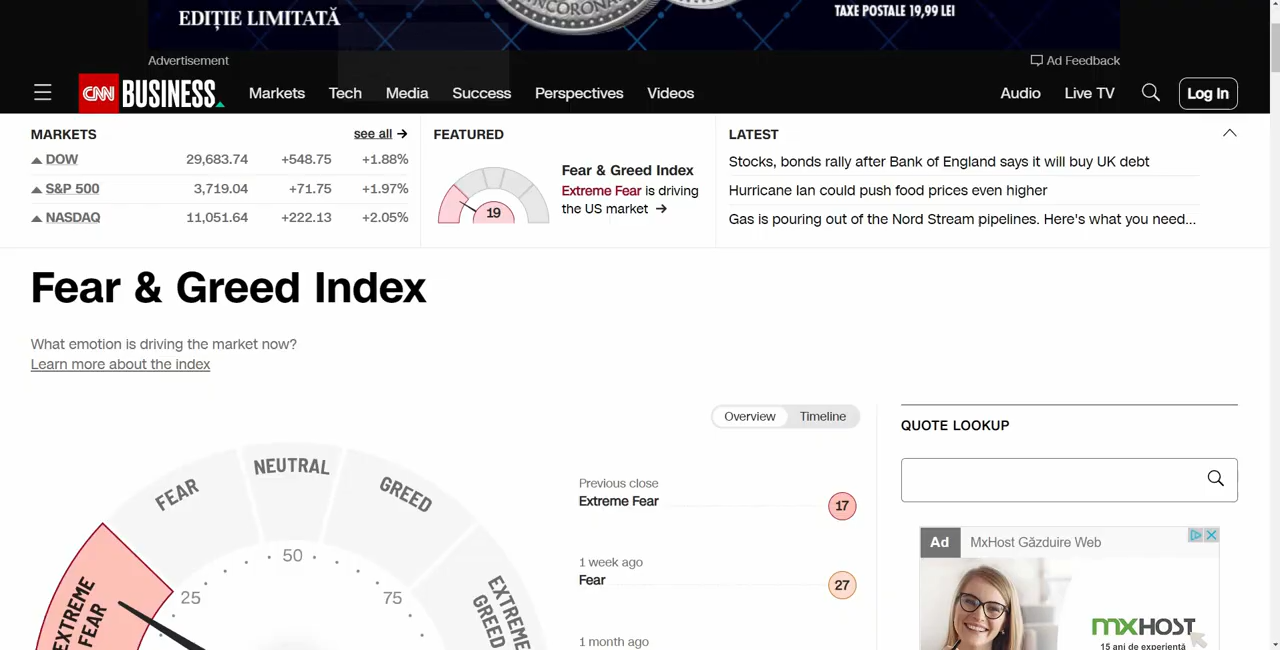 EDIȚIE LIMITATĂ
INCORONA
TAXE POSTALE 19,99 LEI
Advertisement
Ad Feedback
CNN BUSINESS
Markets
Tech
Media
Success
Perspectives
Videos
Audio
Live TV
Log In
MARKETS
see all
DOW 29,683.74 +548.75 +1.88%
S&P 500 3,719.04 +71.75 +1.97%
NASDAQ 11,051.64 +222.13 +2.05%
FEATURED
19
Fear & Greed Index
Extreme Fear is driving
the US market
LATEST
Stocks, bonds rally after Bank of England says it will buy UK debt
Hurricane Ian could push food prices even higher
Gas is pouring out of the Nord Stream pipelines. Here's what you need...
Fear & Greed Index
What emotion is driving the market now?
Learn more about the index
Overview
Timeline
EXTREME
FEAR
FEAR
NEUTRAL
GREED
EXTREME
GREED
25
50
75
Previous close
Extreme Fear
17
1 week ago
Fear
27
1 month ago
QUOTE LOOKUP
Ad
MxHost Găzduire Web
MXHOST
15 ani de experiență